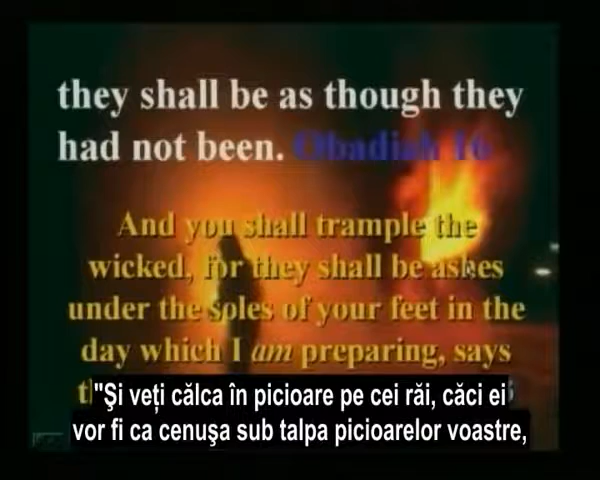 they shall be as though they
had not been. Obadiah 16
And you shall trample the
wicked, for they shall be ashes
under the soles of your feet in the
day which I am preparing, says
"Şi veţi călca în picioare pe cei răi, căci ei
vor fi ca cenuşa sub talpa picioarelor voastre,